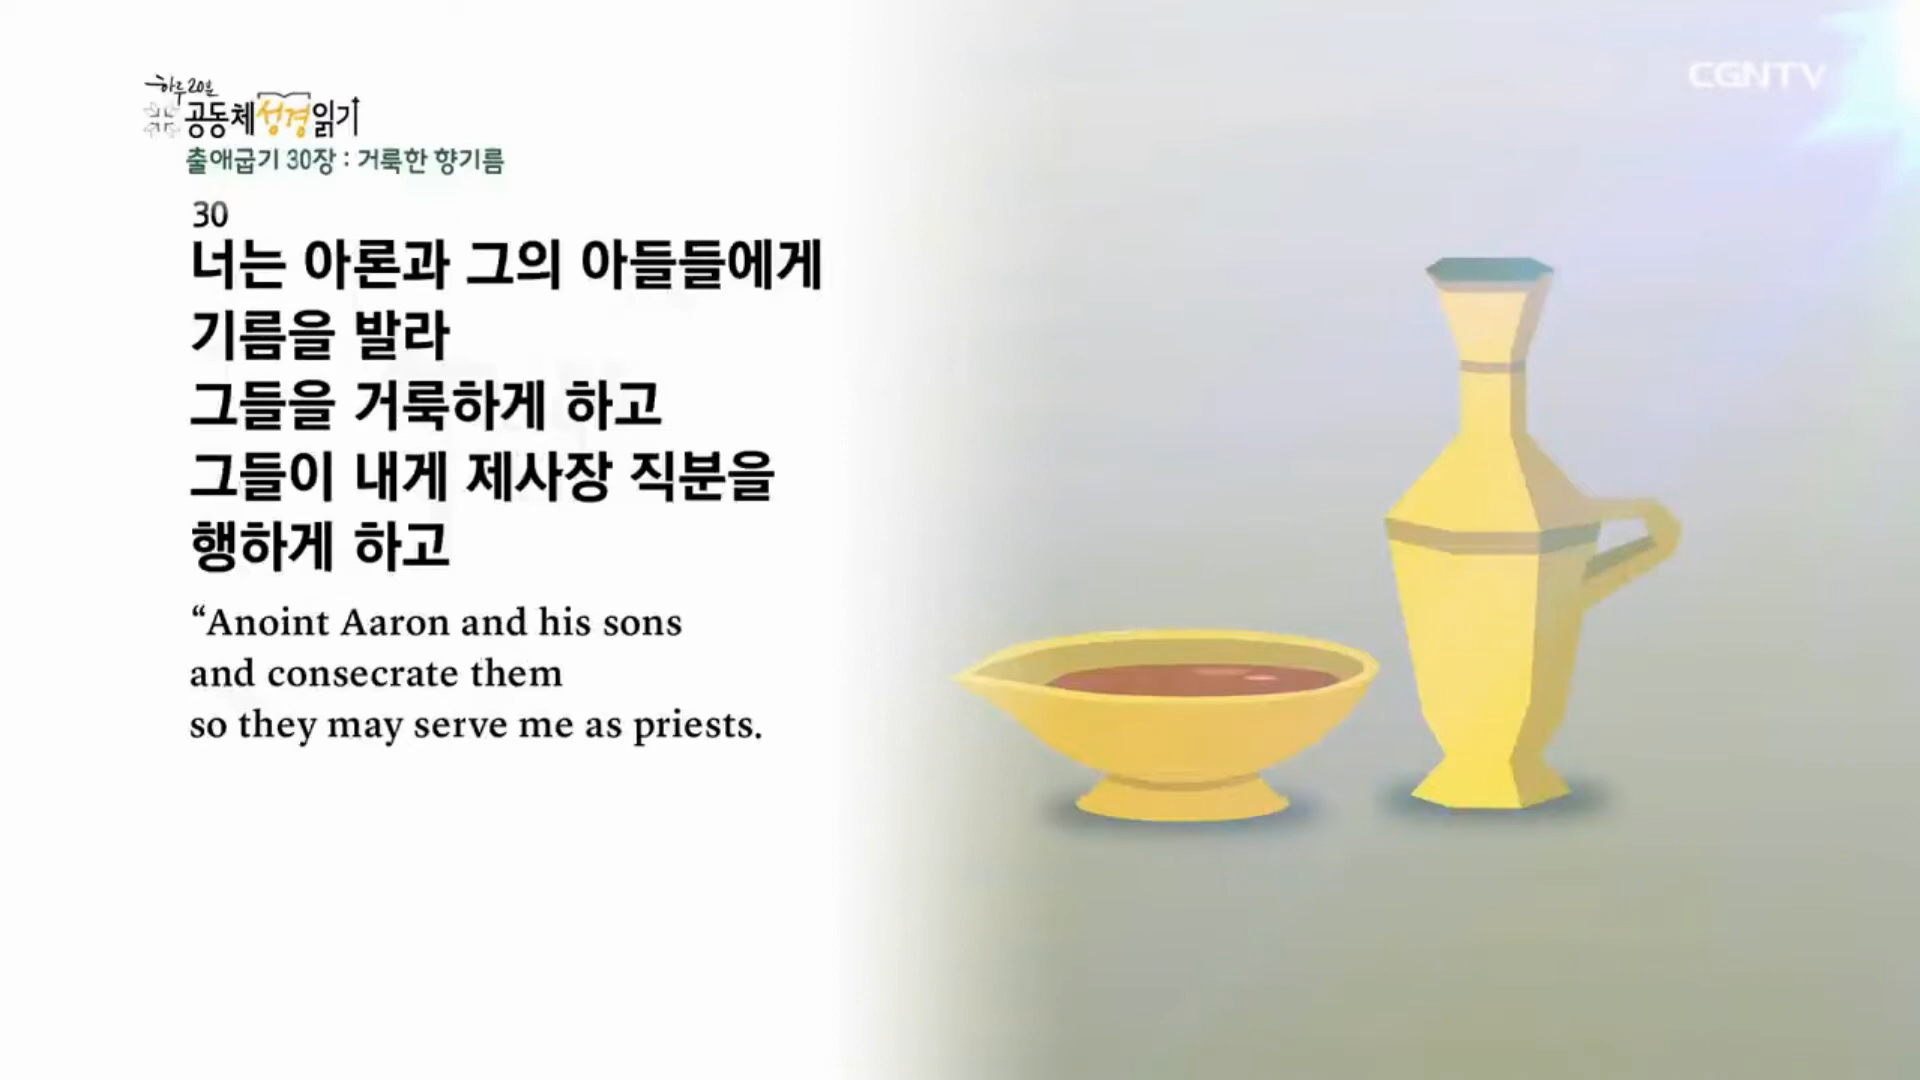 하루 20분
공동체성경읽기
출애굽기 30장 : 거룩한 향기름
CGNTV
30
너는 아론과 그의 아들들에게
기름을 발라
그들을 거룩하게 하고
그들이 내게 제사장 직분을
행하게 하고
“Anoint Aaron and his sons
and consecrate them
so they may serve me as priests.